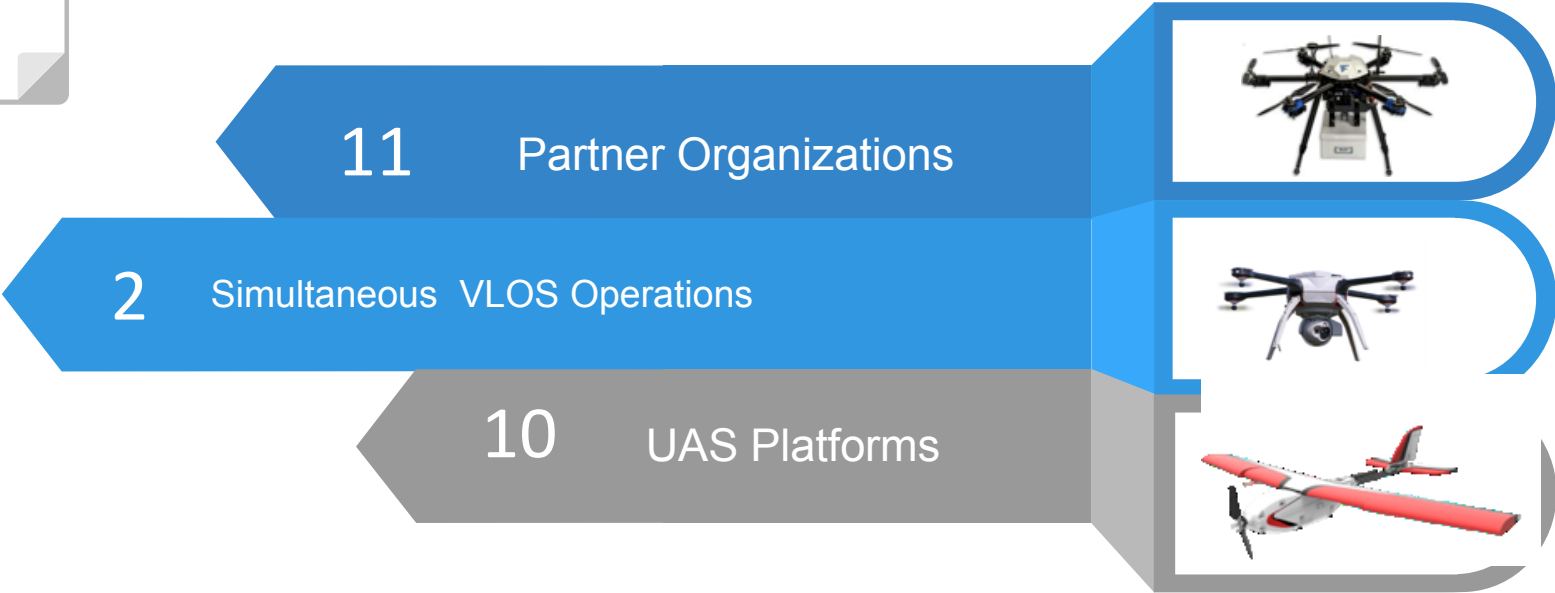 11 Partner Organizations
2 Simultaneous VLOS Operations
10 UAS Platforms